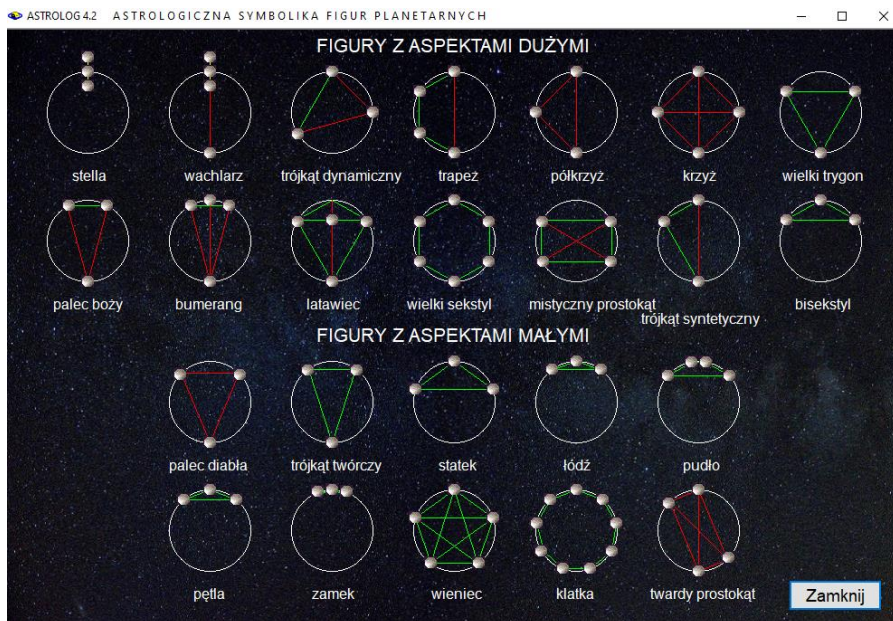 ASTROLOG 4.2 ASTROLOGICZNA SYMBOLIKA FIGUR PLANETARNYCH
FIGURY Z ASPEKTAMI DUŻYMI
stella wachlarz trójkąt dynamiczny trapez półkrzyż krzyż wielki trygon
palec boży bumerang latawiec wielki sekstyl mistyczny prostokąt trójkąt syntetyczny bisekstyl
FIGURY Z ASPEKTAMI MAŁYMI
palec diabła trójkąt twórczy statek łódź pudło
pętla zamek wieniec klatka twardy prostokąt
Zamknij